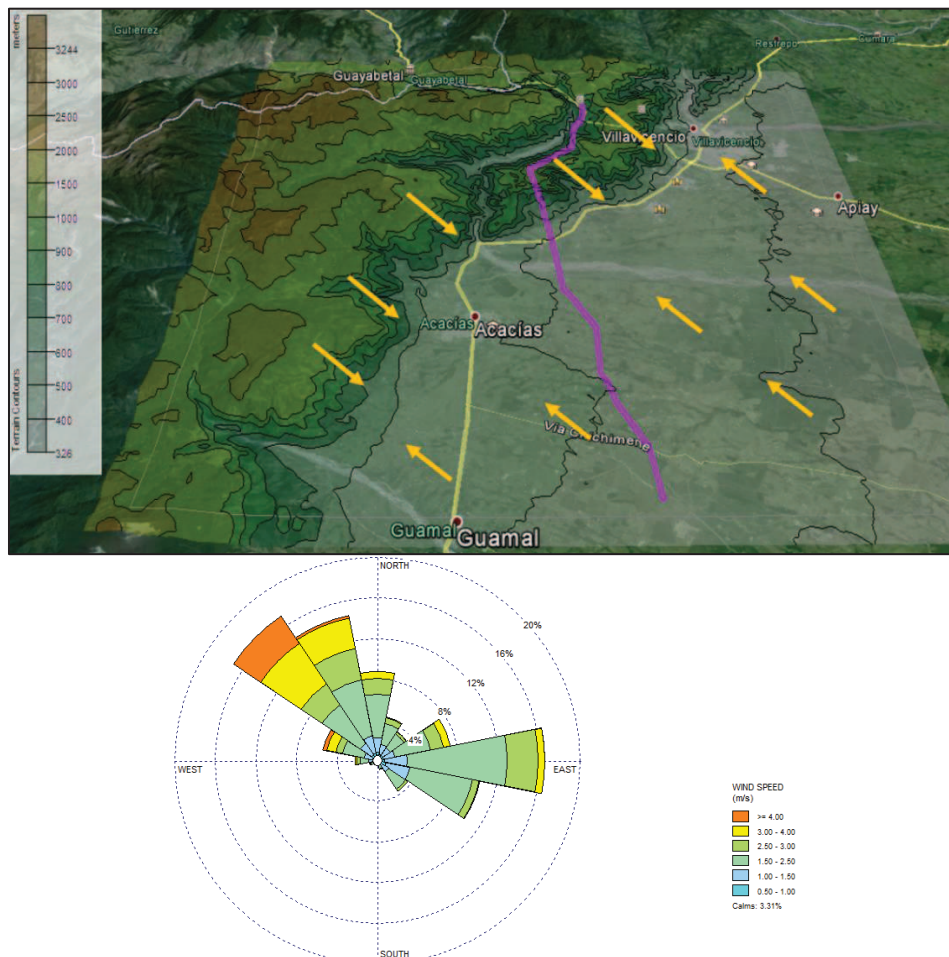 meters
3244
3000
2500
2000
1500
1000
900
800
700
600
500
400
326
Terrain Contours
Gutiérrez
Guayabetal
Guayabetal
Restrepo
Cumaral
Villavicencio
Villavicencio
Apiay
Acacías
Acacías
Vía-Chichimene
Guamal
Guamal
NORTH
20%
16%
12%
8%
4%
WEST
EAST
SOUTH
WIND SPEED
(m/s)
>= 4.00
3.00 - 4.00
2.50 - 3.00
1.50 - 2.50
1.00 - 1.50
0.50 - 1.00
Calms: 3.31%